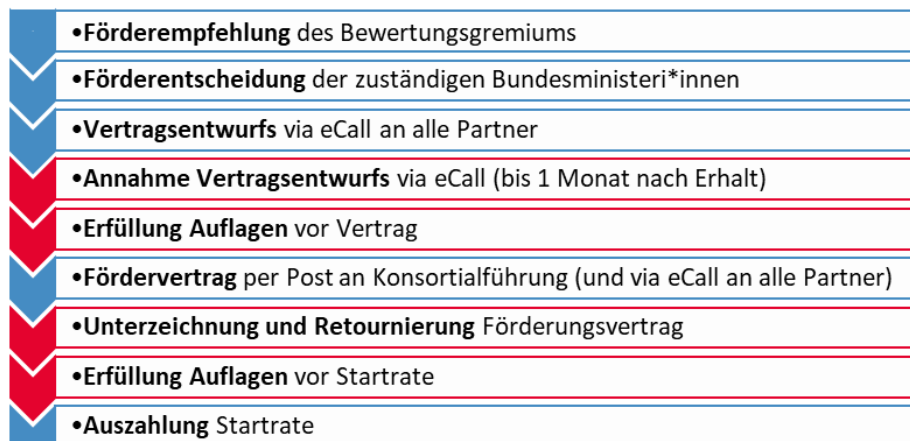 •Förderempfehlung des Bewertungsgremiums
•Förderentscheidung der zuständigen Bundesministeri*innen
•Vertragsentwurfs via eCall an alle Partner
•Annahme Vertragsentwurfs via eCall (bis 1 Monat nach Erhalt)
•Erfüllung Auflagen vor Vertrag
•Fördervertrag per Post an Konsortialführung (und via eCall an alle Partner)
•Unterzeichnung und Retournierung Förderungsvertrag
•Erfüllung Auflagen vor Startrate
•Auszahlung Startrate